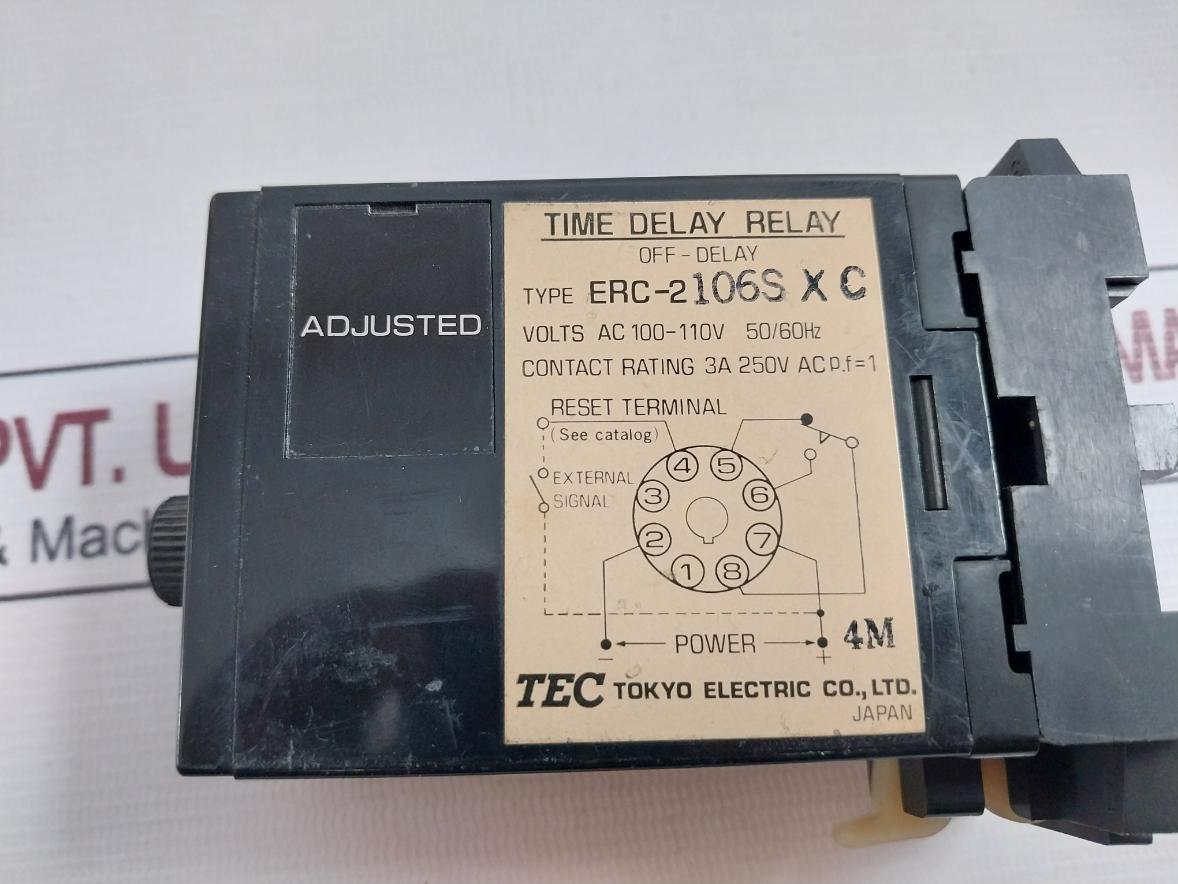 ADJUSTED
TIME DELAY RELAY
OFF-DELAY
TYPE ERC-2106S X C
VOLTS AC 100-110V 50/60Hz
CONTACT RATING 3A 250V AC P.f=1
RESET TERMINAL
(See catalog)
EXTERNAL
SIGNAL
4 5
3 6
2 7
1 8
POWER
- +
4M
TEC TOKYO ELECTRIC CO., LTD.
JAPAN
PVT.
& Mach